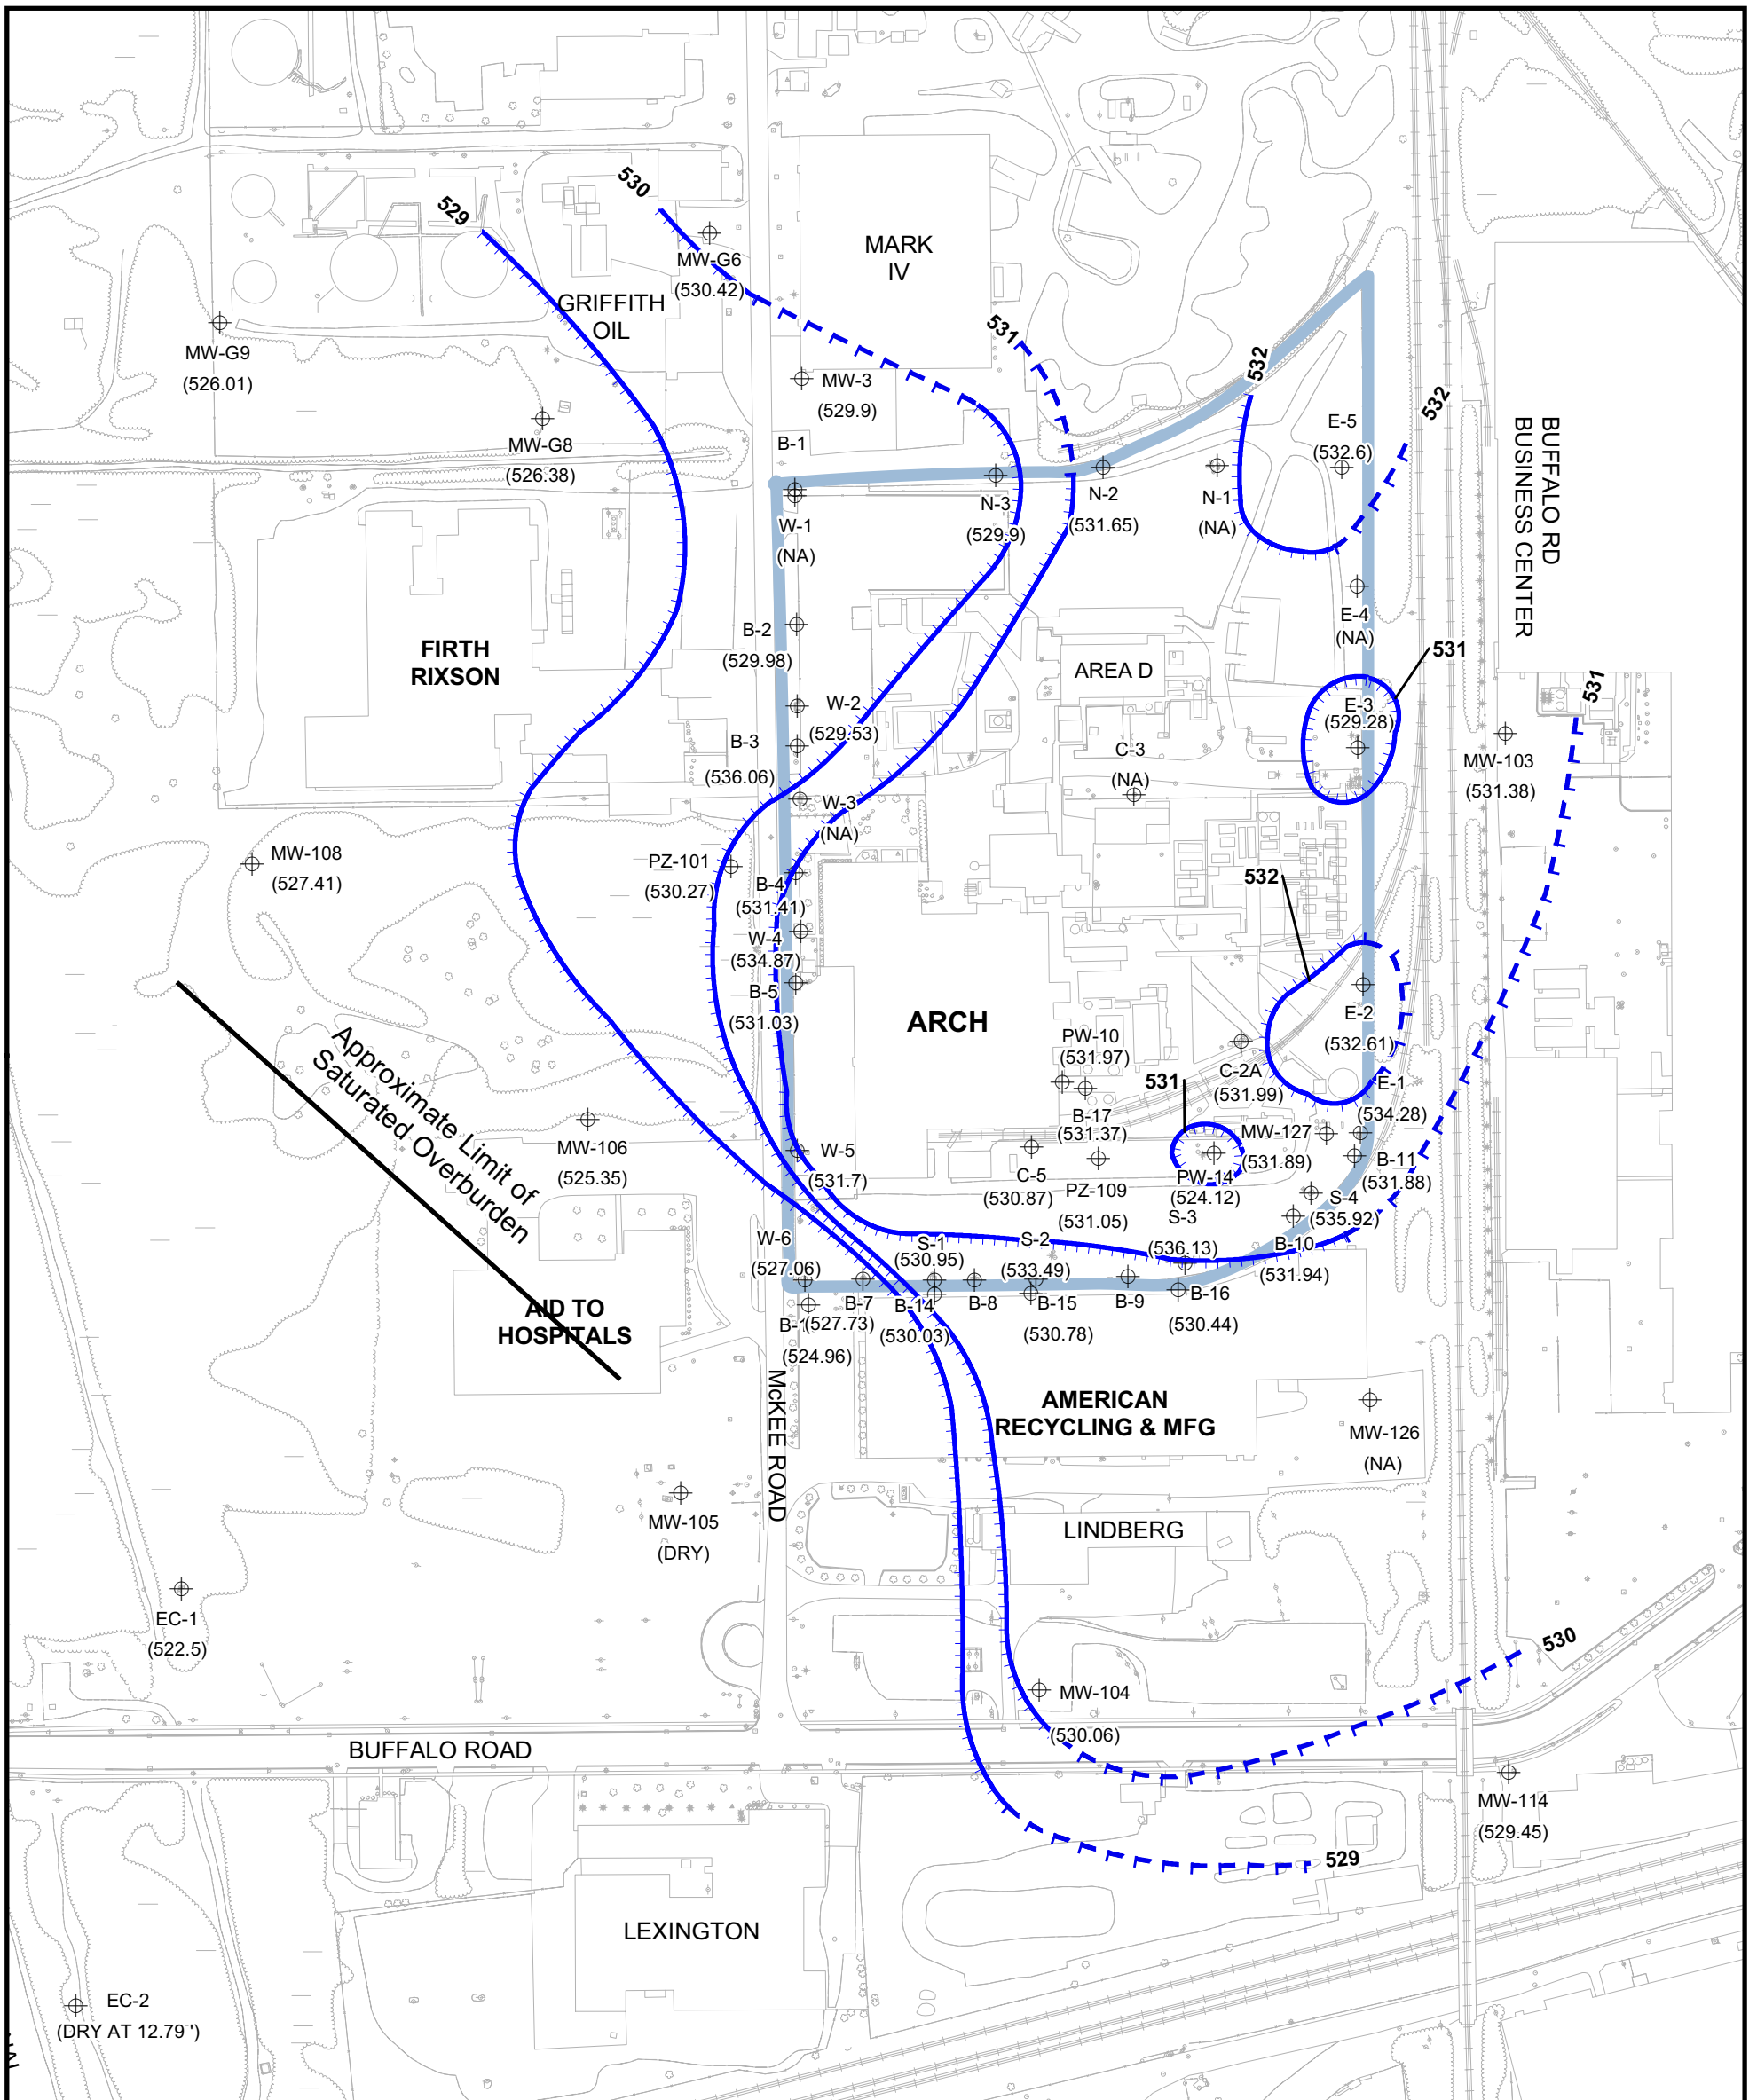 530
529
MW-G6
(530.42)
MARK
IV
GRIFFITH
OIL
MW-G9
(526.01)
531
532
532
MW-3
(529.9)
MW-G8
(526.38)
B-1
E-5
(532.6)
BUFFALO RD
BUSINESS CENTER
W-1
(NA)
N-3
(529.9)
N-2
(531.65)
N-1
(NA)
E-4
(NA)
B-2
(529.98)
FIRTH
RIXSON
AREA D
531
531
W-2
(529.53)
E-3
(529.28)
B-3
(536.06)
C-3
(NA)
MW-103
(531.38)
W-3
(NA)
MW-108
(527.41)
PZ-101
(530.27)
B-4
(531.41)
532
W-4
(534.87)
B-5
(531.03)
ARCH
E-2
(532.61)
Approximate Limit of
Saturated Overburden
PW-10
(531.97)
C-2A
(531.99)
531
E-1
(534.28)
B-17
(531.37)
MW-127
(531.89)
MW-106
(525.35)
W-5
(531.7)
C-5
(530.87)
PZ-109
(531.05)
PW-14
(524.12)
B-11
(531.88)
S-4
(535.92)
S-3
(536.13)
W-6
(527.06)
S-1
(530.95)
S-2
(533.49)
B-10
(531.94)
AID TO
HOSPITALS
B-7
(527.73)
B-1
(524.96)
B-14
(530.03)
B-8
B-15
(530.78)
B-9
B-16
(530.44)
McKEE ROAD
AMERICAN
RECYCLING & MFG
MW-126
(NA)
MW-105
(DRY)
LINDBERG
EC-1
(522.5)
530
MW-104
(530.06)
BUFFALO ROAD
MW-114
(529.45)
529
LEXINGTON
EC-2
(DRY AT 12.79 ')